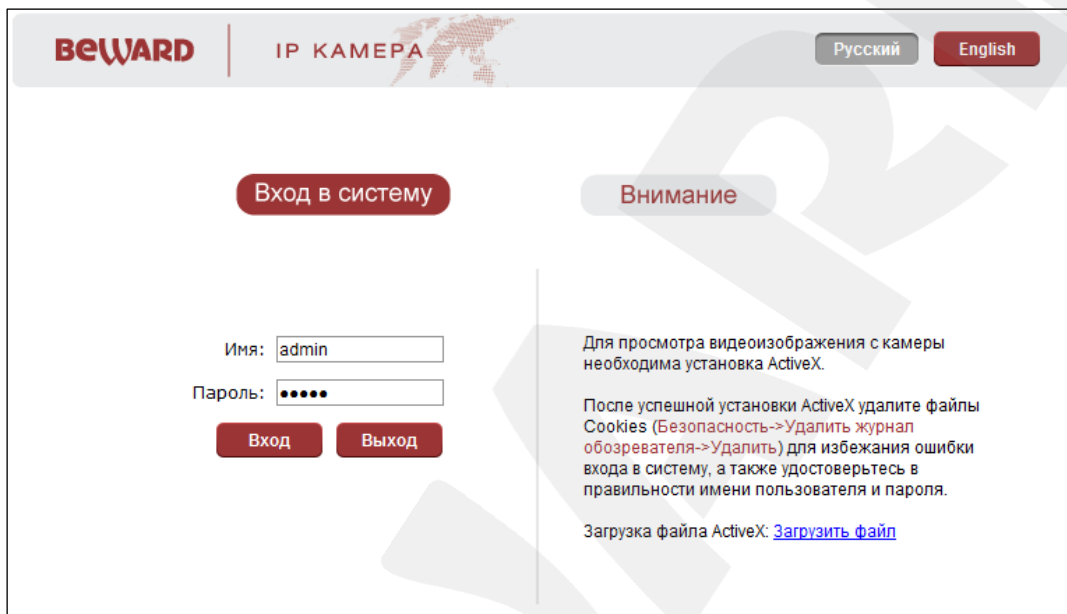 BEWARD
IP КАМЕРА
Русский
English
Вход в систему
Внимание
Имя: admin
Пароль: •••••
Вход
Выход
Для просмотра видеоизображения с камеры
необходима установка ActiveX.
После успешной установки ActiveX удалите файлы
Cookies (Безопасность->Удалить журнал
обозревателя->Удалить) для избежания ошибки
входа в систему, а также удостоверьтесь в
правильности имени пользователя и пароля.
Загрузка файла ActiveX: Загрузить файл